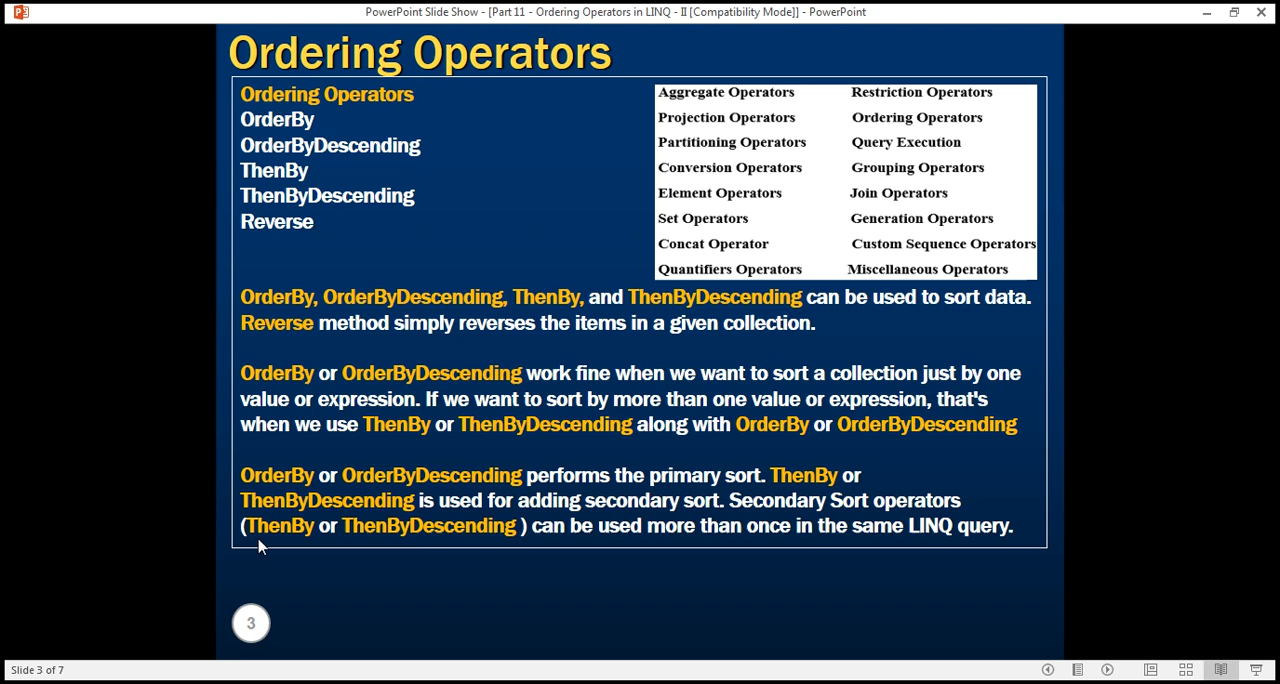 PowerPoint Slide Show - [Part 11 - Ordering Operators in LINQ - II [Compatibility Mode]] - PowerPoint
Ordering Operators
Ordering Operators
OrderBy
OrderByDescending
ThenBy
ThenByDescending
Reverse
Aggregate Operators Restriction Operators
Projection Operators Ordering Operators
Partitioning Operators Query Execution
Conversion Operators Grouping Operators
Element Operators Join Operators
Set Operators Generation Operators
Concat Operator Custom Sequence Operators
Quantifiers Operators Miscellaneous Operators
OrderBy, OrderByDescending, ThenBy, and ThenByDescending can be used to sort data.
Reverse method simply reverses the items in a given collection.
OrderBy or OrderByDescending work fine when we want to sort a collection just by one
value or expression. If we want to sort by more than one value or expression, that's
when we use ThenBy or ThenByDescending along with OrderBy or OrderByDescending
OrderBy or OrderByDescending performs the primary sort. ThenBy or
ThenByDescending is used for adding secondary sort. Secondary Sort operators
(ThenBy or ThenByDescending ) can be used more than once in the same LINQ query.
3
Slide 3 of 7